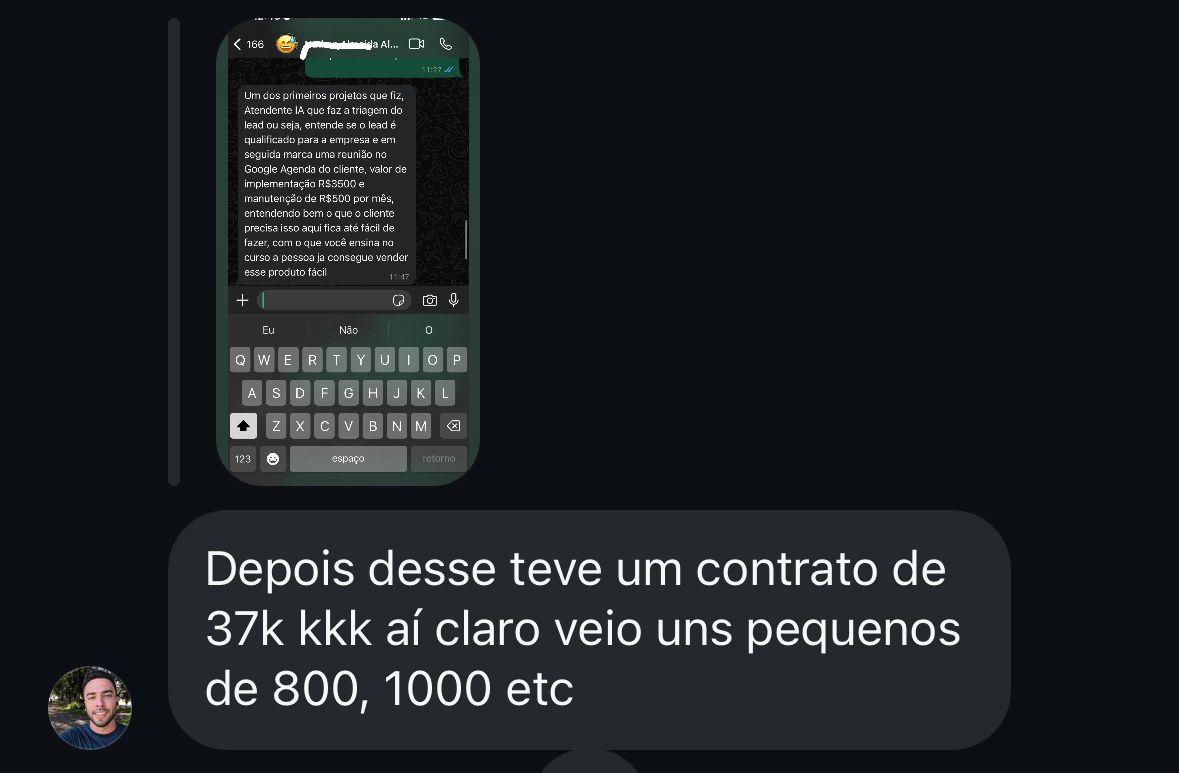 166
Al...
11:27
Um dos primeiros projetos que fiz,
Atendente IA que faz a triagem do
lead ou seja, entende se o lead é
qualificado para a empresa e em
seguida marca uma reunião no
Google Agenda do cliente, valor de
implementação R$3500 e
manutenção de R$500 por mês,
entendendo bem o que o cliente
precisa isso aqui fica até fácil de
fazer, com o que você ensina no
curso a pessoa ja consegue vender
esse produto fácil
11:47
Eu Não O
Q W E R T Y U I O P
A S D F G H J K L
Z X C V B N M
123 espaço retorno
Depois desse teve um contrato de
37k kkk aí claro veio uns pequenos
de 800, 1000 etc